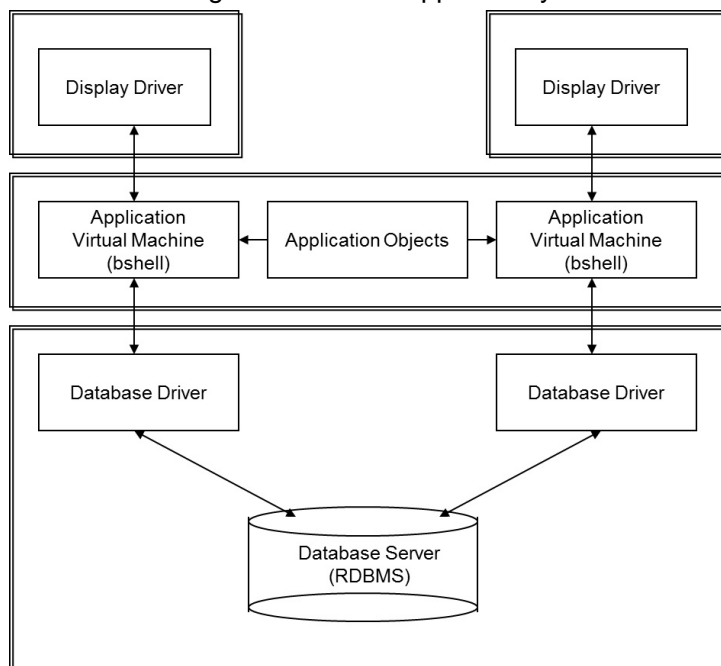 Display Driver
Display Driver
Application
Virtual Machine
(bshell)
Application Objects
Application
Virtual Machine
(bshell)
Database Driver
Database Driver
Database Server
(RDBMS)